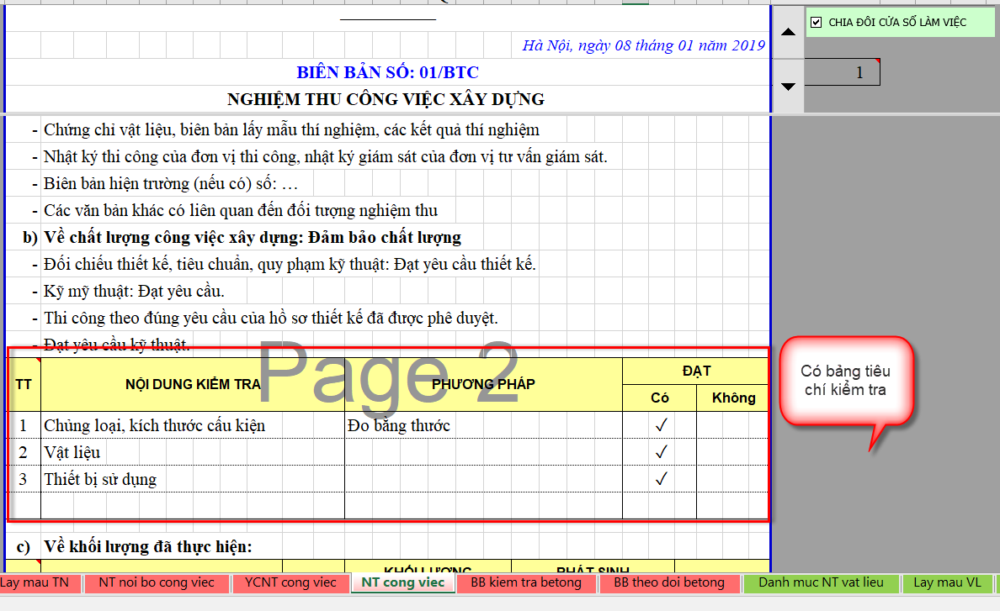 Hà Nội, ngày 08 tháng 01 năm 2019
CHIA ĐÔI CỬA SỔ LÀM VIỆC
1
BIÊN BẢN SỐ: 01/BTC
NGHIỆM THU CÔNG VIỆC XÂY DỰNG
- Chứng chỉ vật liệu, biên bản lấy mẫu thí nghiệm, các kết quả thí nghiệm
- Nhật ký thi công của đơn vị thi công, nhật ký giám sát của đơn vị tư vấn giám sát.
- Biên bản hiện trường (nếu có) số: …
- Các văn bản khác có liên quan đến đối tượng nghiệm thu
b) Về chất lượng công việc xây dựng: Đảm bảo chất lượng
- Đối chiếu thiết kế, tiêu chuẩn, quy phạm kỹ thuật: Đạt yêu cầu thiết kế.
- Kỹ mỹ thuật: Đạt yêu cầu.
- Thi công theo đúng yêu cầu của hồ sơ thiết kế đã được phê duyệt.
- Đạt yêu cầu kỹ thuật.
Page 2
TT NỘI DUNG KIỂM TRA PHƯƠNG PHÁP ĐẠT
Có Không
1 Chủng loại, kích thước cấu kiện Đo bằng thước ✓
2 Vật liệu ✓
3 Thiết bị sử dụng ✓
Có bảng tiêu
chí kiểm tra
c) Về khối lượng đã thực hiện:
KHỐI LƯỢNG PHÁT SINH
Lay mau TN NT noi bo cong viec YCNT cong viec NT cong viec BB kiem tra betong BB theo doi betong Danh muc NT vat lieu Lay mau VL